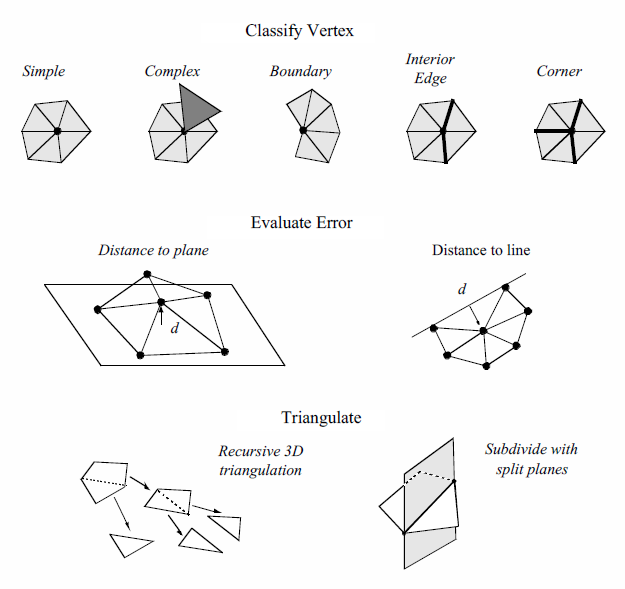 Classify Vertex
Simple
Complex
Boundary
Interior
Edge
Corner
Evaluate Error
Distance to plane
Distance to line
d
d
Triangulate
Recursive 3D
triangulation
Subdivide with
split planes